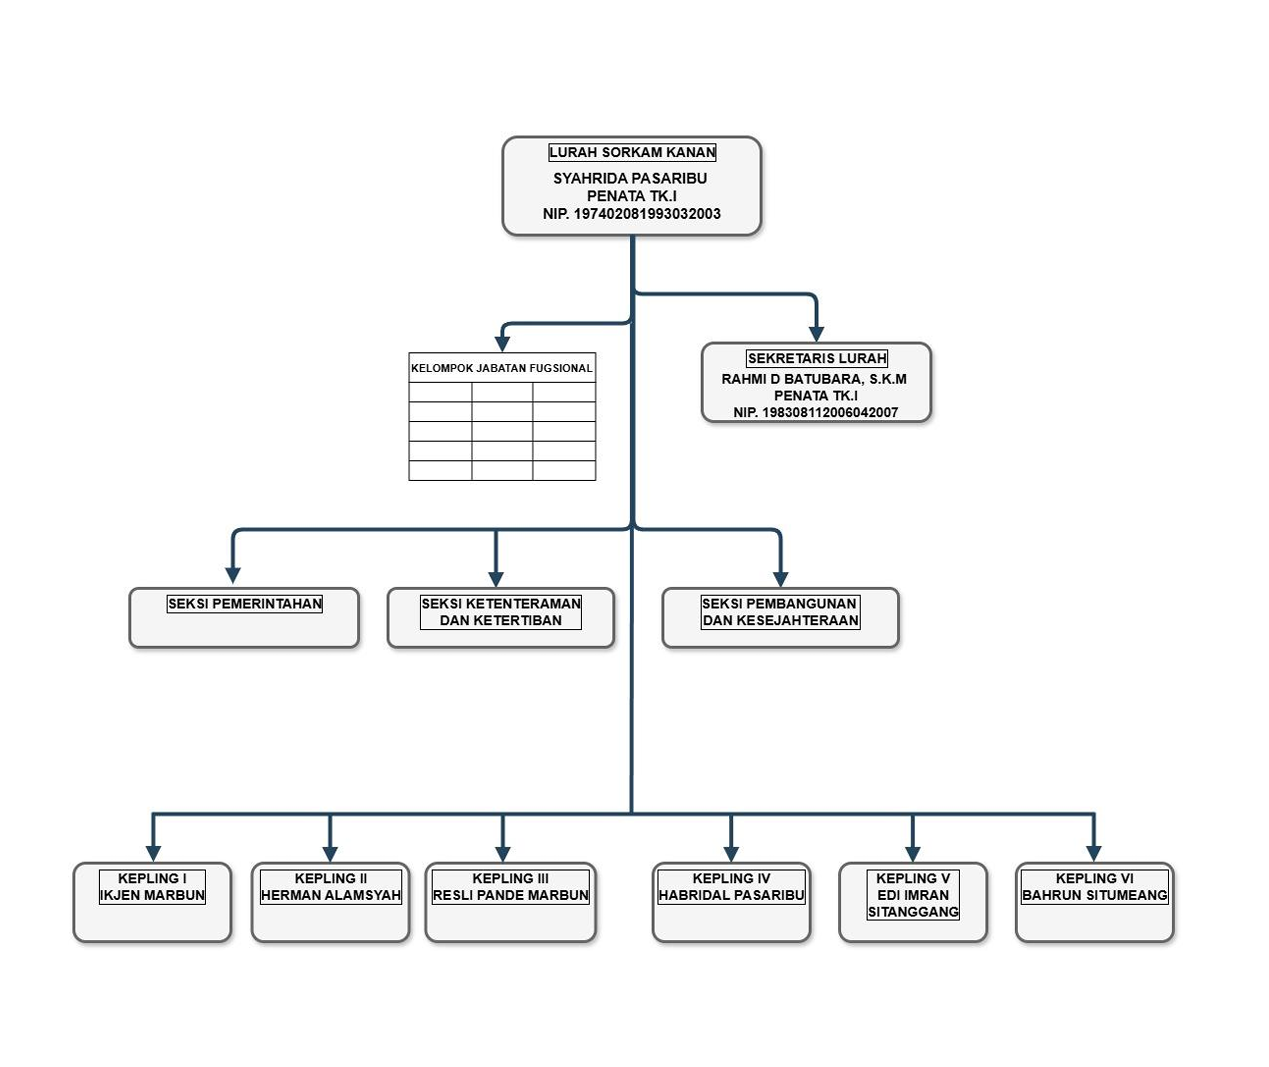 LURAH SORKAM KANAN
SYAHRIDA PASARIBU
PENATA TK.I
NIP. 197402081993032003
KELOMPOK JABATAN FUGSIONAL
SEKRETARIS LURAH
RAHMI D BATUBARA, S.K.M
PENATA TK.I
NIP. 198308112006042007
SEKSI PEMERINTAHAN
SEKSI KETENTERAMAN
DAN KETERTIBAN
SEKSI PEMBANGUNAN
DAN KESEJAHTERAAN
KEPLING I
IKJEN MARBUN
KEPLING II
HERMAN ALAMSYAH
KEPLING III
RESLI PANDE MARBUN
KEPLING IV
HABRIDAL PASARIBU
KEPLING V
EDI IMRAN
SITANGGANG
KEPLING VI
BAHRUN SITUMEANG